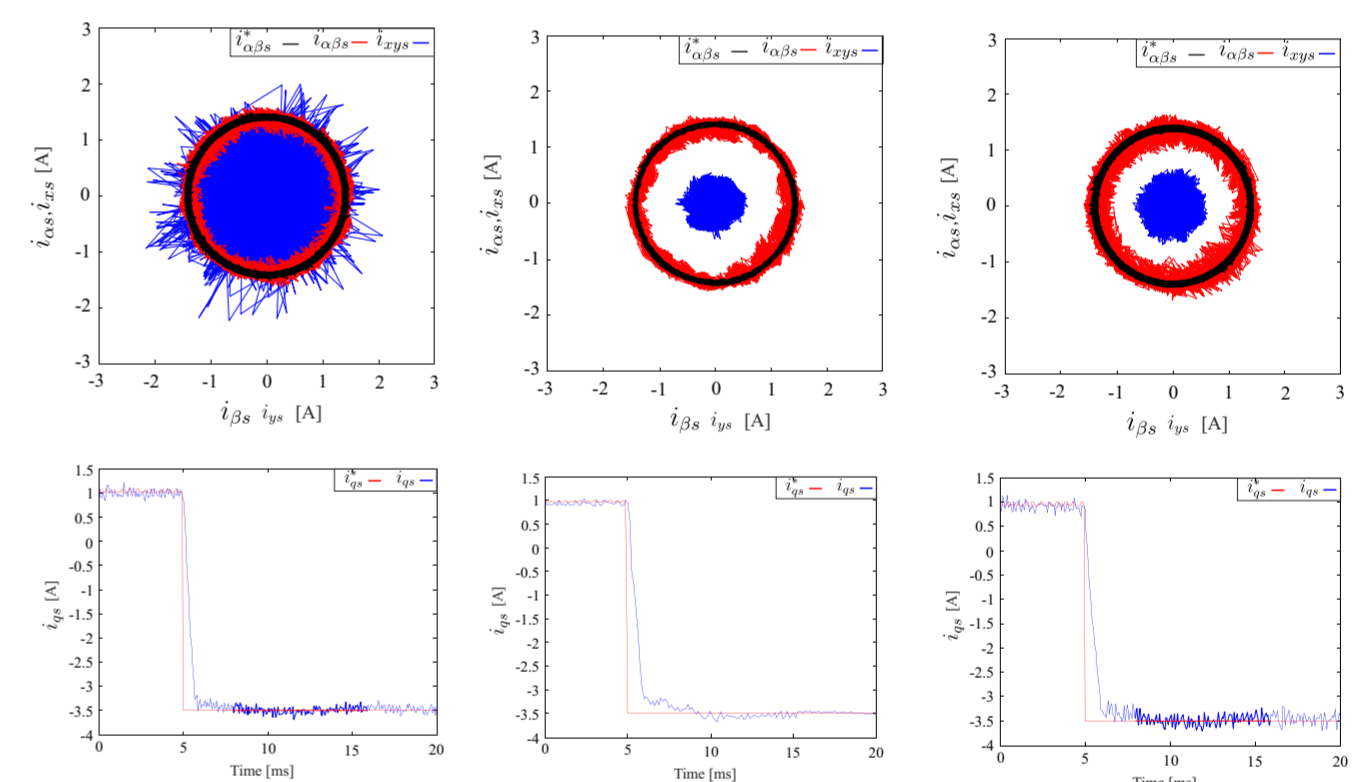 i*αβs iαβs ixys
3
2
1
0
-1
-2
-3
iαs,ixs [A]
-3 -2 -1 0 1 2 3
iβs iys [A]
i*αβs iαβs ixys
3
2
1
0
-1
-2
-3
iαs,ixs [A]
-3 -2 -1 0 1 2 3
iβs iys [A]
i*αβs iαβs ixys
3
2
1
0
-1
-2
-3
iαs,ixs [A]
-3 -2 -1 0 1 2 3
iβs iys [A]
i*qs iqs
1.5
1
0.5
0
-0.5
-1
-1.5
-2
-2.5
-3
-3.5
-4
iqs [A]
0 5 10 15 20
Time [ms]
i*qs iqs
1.5
1
0.5
0
-0.5
-1
-1.5
-2
-2.5
-3
-3.5
-4
iqs [A]
0 5 10 15 20
Time [ms]
i*qs iqs
1.5
1
0.5
0
-0.5
-1
-1.5
-2
-2.5
-3
-3.5
-4
iqs [A]
0 5 10 15 20
Time [ms]